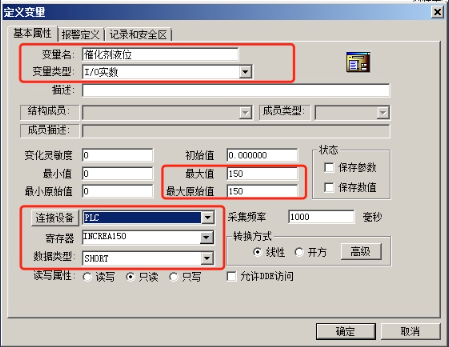 定义变量
基本属性 报警定义 记录和安全区
变量名: 催化剂液位
变量类型: I/O实数
描述:
结构成员: 成员类型:
成员描述:
变化灵敏度 0 初始值 0.000000 状态
最小值 0 最大值 150 保存参数
最小原始值 0 最大原始值 150 保存数值
连接设备 PLC 采集频率 1000 毫秒
寄存器 INCREA150 转换方式
数据类型: SHORT 线性 开方 高级
读写属性: 读写 只读 只写 允许DDE访问
确定 取消